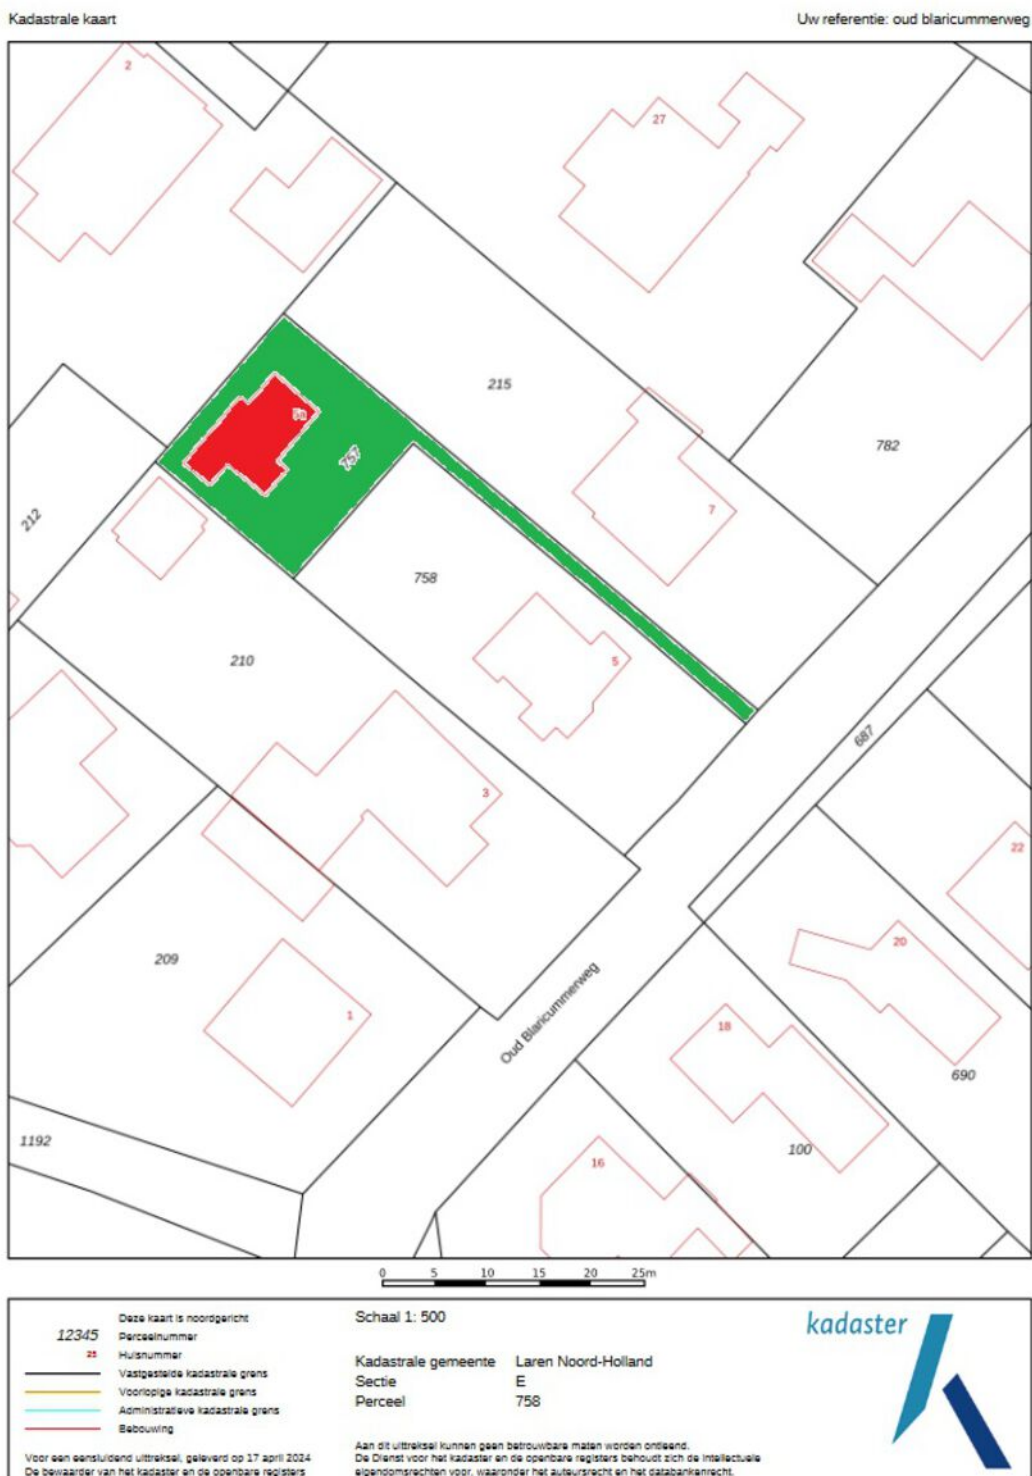 Kadastrale kaart
Uw referentie: oud blaricummerweg
2
27
215
782
5a
757
212
7
758
210
5
687
3
22
209
20
1
Oud Blaricummerweg
18
690
1192
100
16
0 5 10 15 20 25m
Deze kaart is noordgericht
12345 Perceelnummer
25 Huisnummer
Vastgestelde kadastrale grens
Voorlopige kadastrale grens
Administratieve kadastrale grens
Bebouwing
Voor een eensluidend uittreksel, geleverd op 17 april 2024
De bewaarder van het kadaster en de openbare registers
Schaal 1: 500
Kadastrale gemeente Laren Noord-Holland
Sectie E
Perceel 758
Aan dit uittreksel kunnen geen betrouwbare maten worden ontleend.
De Dienst voor het kadaster en de openbare registers behoudt zich de intellectuele
eigendomsrechten voor, waaronder het auteursrecht en het databankenrecht.
kadaster